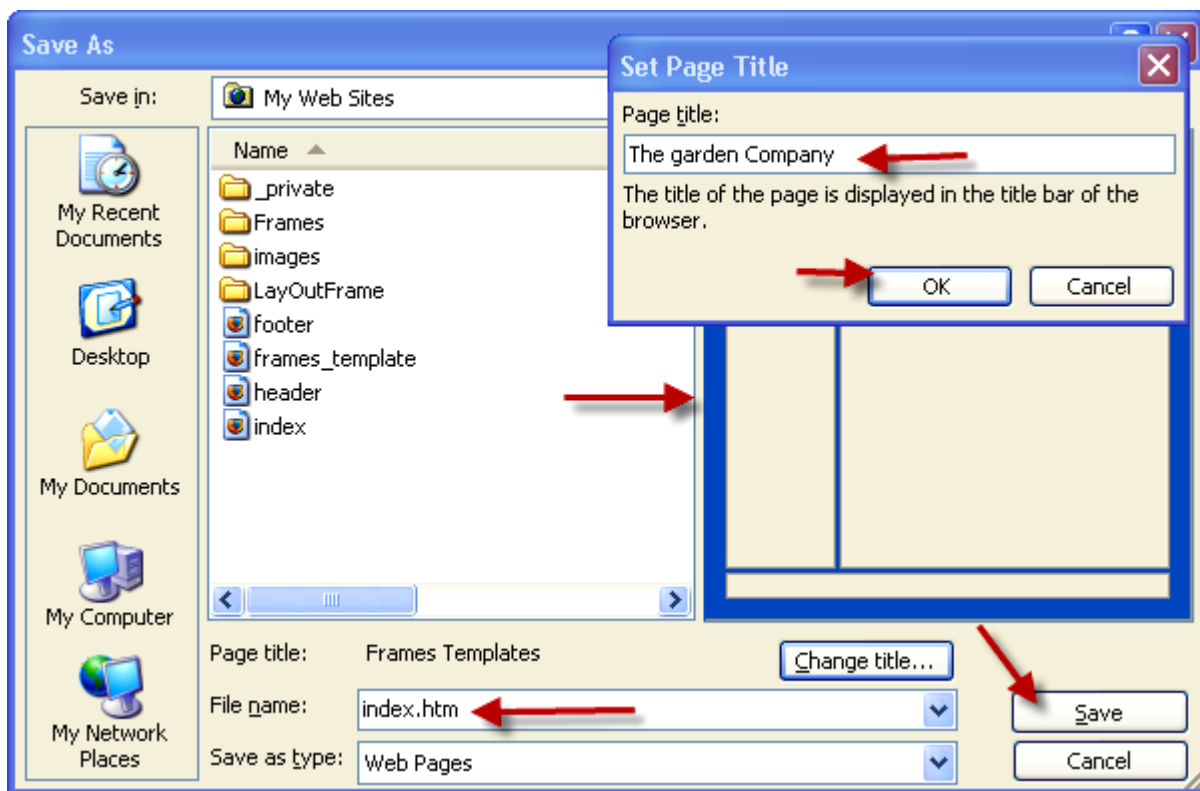 Save As
Save in:
My Web Sites
My Recent
Documents
Desktop
My Documents
My Computer
My Network
Places
Name
_private
Frames
images
LayOutFrame
footer
frames_template
header
index
Set Page Title
Page title:
The garden Company
The title of the page is displayed in the title bar of the
browser.
OK
Cancel
Page title:
Frames Templates
Change title...
File name:
index.htm
Save
Save as type:
Web Pages
Cancel